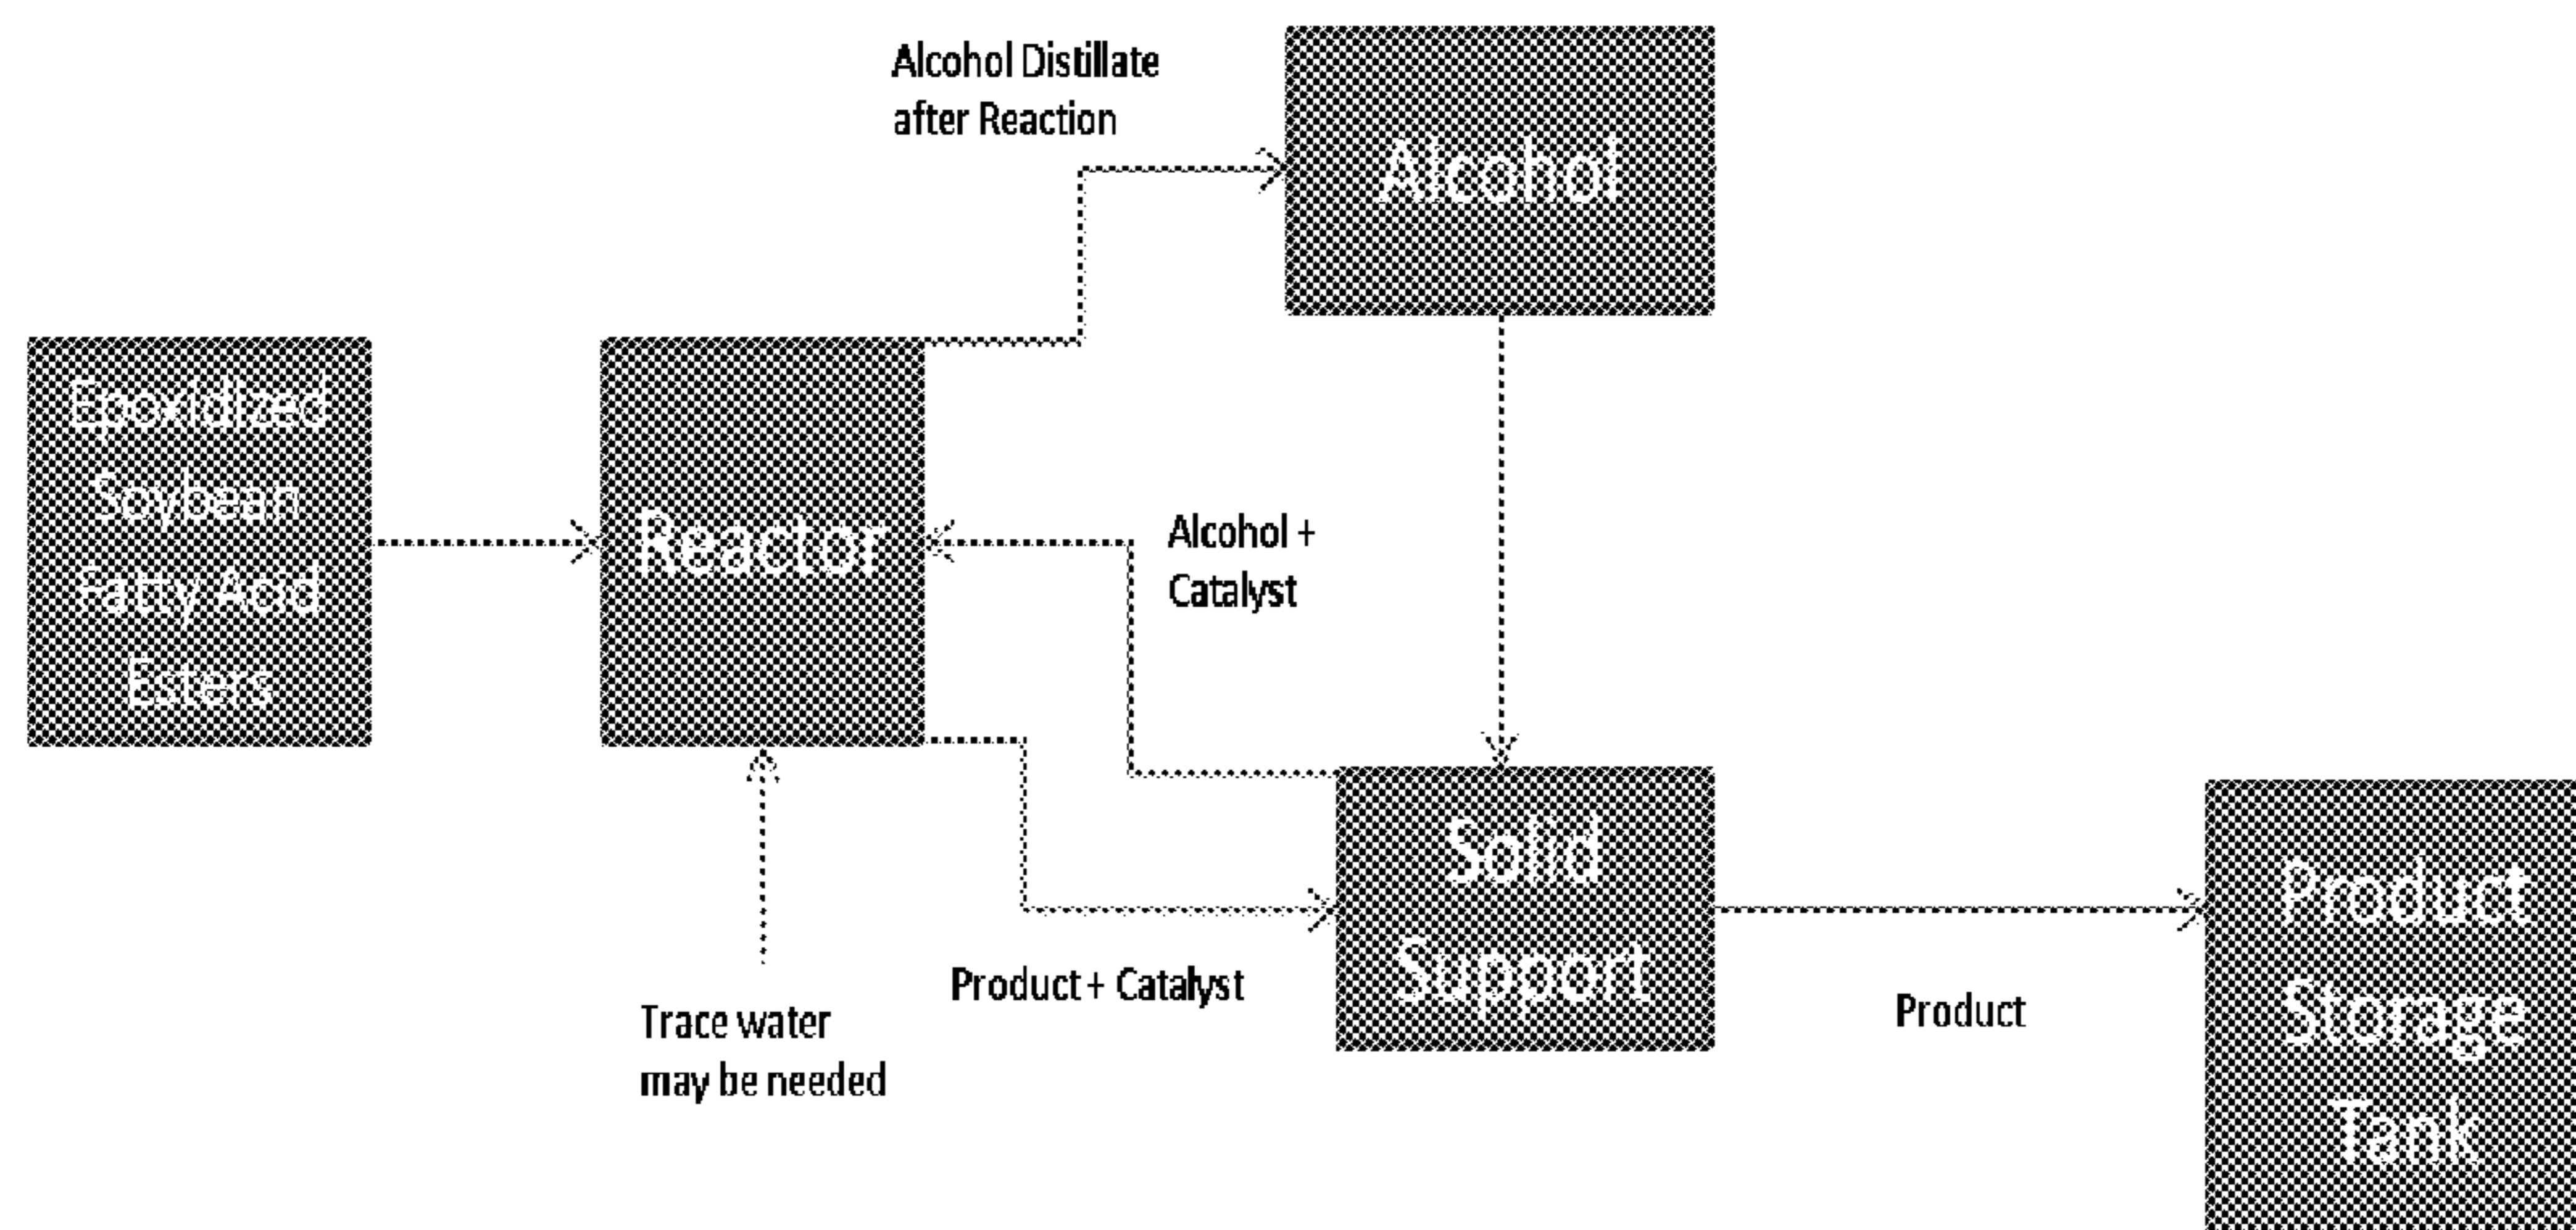 Alcohol Distillate
after Reaction
Alcohol
Epoxidized
Soybean
Fatty Acid
Esters
Reactor
Alcohol +
Catalyst
Solid
Support
Product + Catalyst
Trace water
may be needed
Product
Product
Storage
Tank